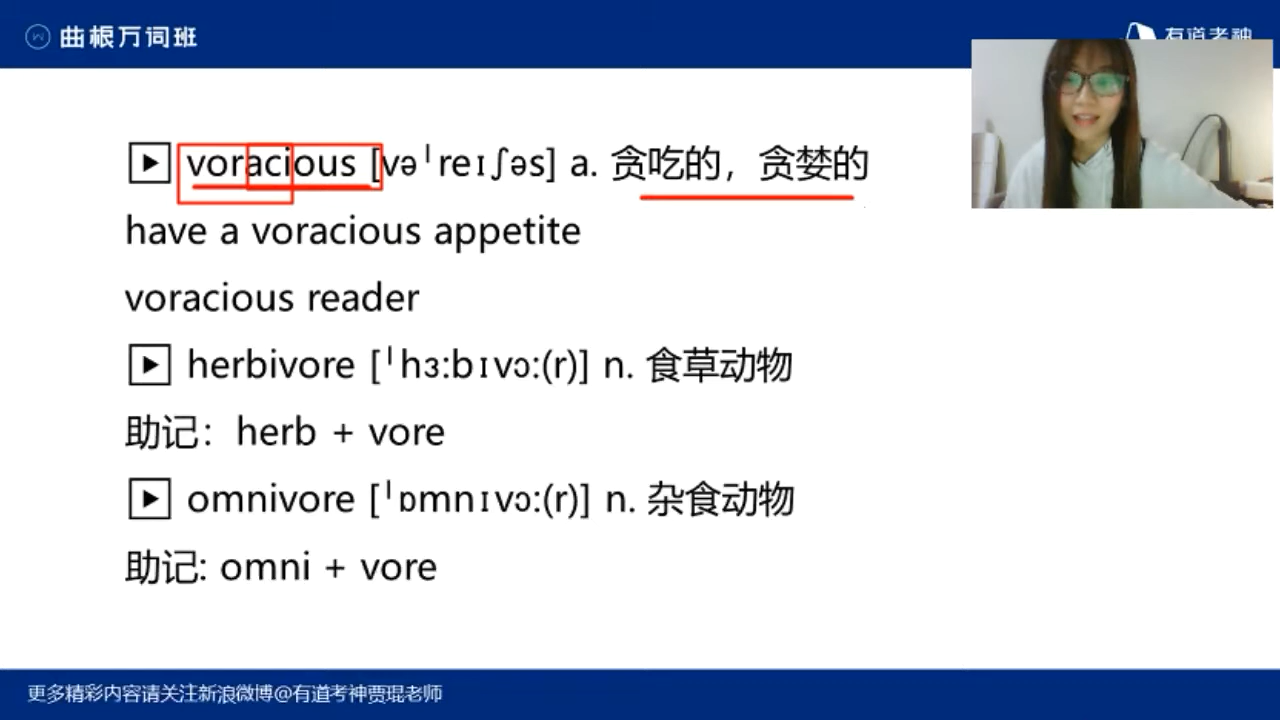 曲根万词班
有道考神
voracious [vəˈreɪʃəs] a. 贪吃的，贪婪的
have a voracious appetite
voracious reader
herbivore [ˈhɜːbɪvɔː(r)] n. 食草动物
助记：herb + vore
omnivore [ˈɒmnɪvɔː(r)] n. 杂食动物
助记: omni + vore
更多精彩内容请关注新浪微博@有道考神贾琨老师